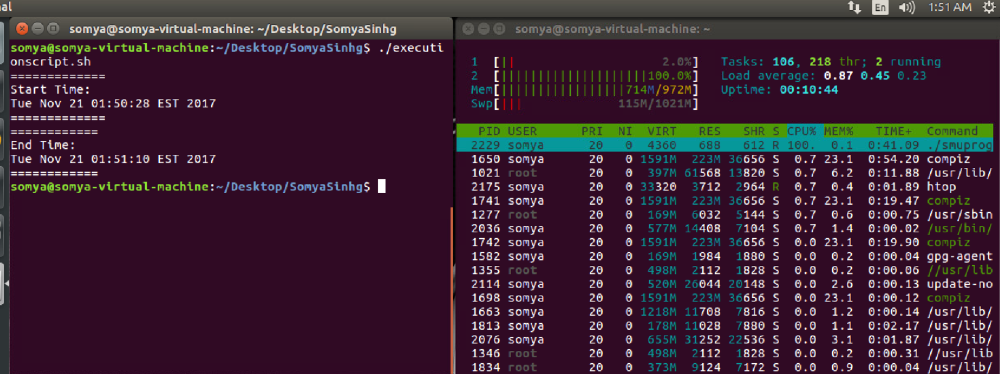 al
En
1:51 AM
somya@somya-virtual-machine: ~/Desktop/SomyaSinhg
somya@somya-virtual-machine:~/Desktop/SomyaSinhg$ ./executi
onscript.sh
=============
Start Time:
Tue Nov 21 01:50:28 EST 2017
=============
============
End Time:
Tue Nov 21 01:51:10 EST 2017
============
somya@somya-virtual-machine:~/Desktop/SomyaSinhg$
somya@somya-virtual-machine: ~
1 [|| 2.0%] Tasks: 106, 218 thr; 2 running
2 [||||||||||||||||||||100.0%] Load average: 0.87 0.45 0.23
Mem[|||||||||||||||||714M/972M] Uptime: 00:10:44
Swp[||| 115M/1021M]
PID USER PRI NI VIRT RES SHR S CPU% MEM% TIME+ Command
2229 somya 20 0 4360 688 612 R 100. 0.1 0:41.09 ./smuprog
1650 somya 20 0 1591M 223M 36656 S 0.7 23.1 0:54.20 compiz
1021 root 20 0 397M 61568 13820 S 0.7 6.2 0:11.88 /usr/lib/
2175 somya 20 0 33320 3712 2964 R 0.7 0.4 0:01.89 htop
1741 somya 20 0 1591M 223M 36656 S 0.7 23.1 0:19.47 compiz
1277 root 20 0 169M 6032 5144 S 0.7 0.6 0:00.75 /usr/sbin
2036 somya 20 0 577M 14408 7104 S 0.7 1.4 0:00.02 /usr/bin/
1742 somya 20 0 1591M 223M 36656 S 0.0 23.1 0:19.90 compiz
1582 somya 20 0 169M 1984 1880 S 0.0 0.2 0:00.04 gpg-agent
1355 root 20 0 498M 2112 1828 S 0.0 0.2 0:00.06 //usr/lib
2114 somya 20 0 520M 26044 20148 S 0.0 2.6 0:00.13 update-no
1698 somya 20 0 1591M 223M 36656 S 0.0 23.1 0:00.12 compiz
1663 somya 20 0 1218M 11708 7816 S 0.0 1.2 0:00.14 /usr/lib/
1813 somya 20 0 178M 11028 7880 S 0.0 1.1 0:02.17 /usr/lib/
2076 somya 20 0 655M 31252 22536 S 0.0 3.1 0:01.87 /usr/lib/
1346 root 20 0 498M 2112 1828 S 0.0 0.2 0:00.31 //usr/lib
1834 root 20 0 373M 9124 7172 S 0.0 0.9 0:00.04 /usr/lib/